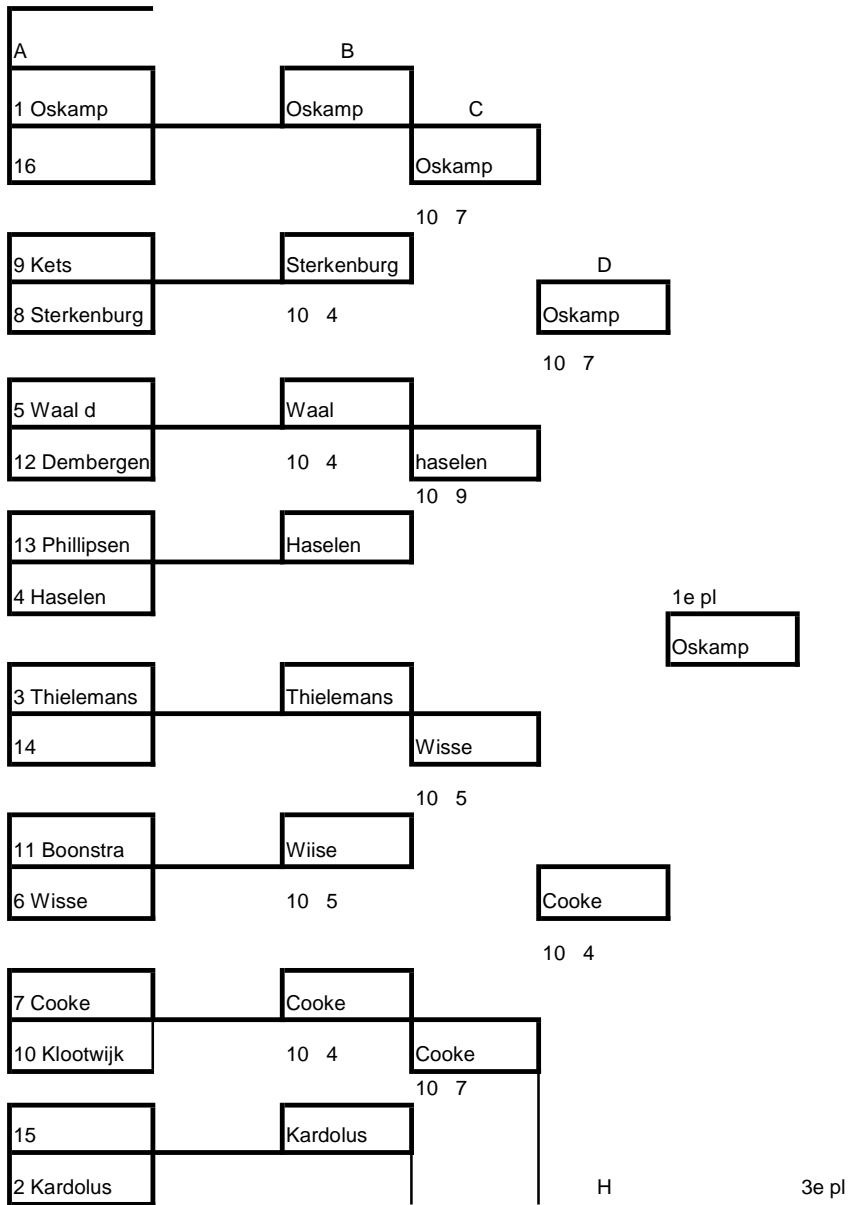 A B
1 Oskamp Oskamp C
16 Oskamp
10 7
9 Kets Sterkenburg D
8 Sterkenburg 10 4 Oskamp
10 7
5 Waal d Waal
12 Dembergen 10 4 haselen
10 9
13 Phillipsen Haselen
4 Haselen 1e pl
Oskamp
3 Thielemans Thielemans
14 Wisse
10 5
11 Boonstra Wiise
6 Wisse 10 5 Cooke
10 4
7 Cooke Cooke
10 Klootwijk 10 4 Cooke
10 7
15 Kardolus
2 Kardolus H 3e pl